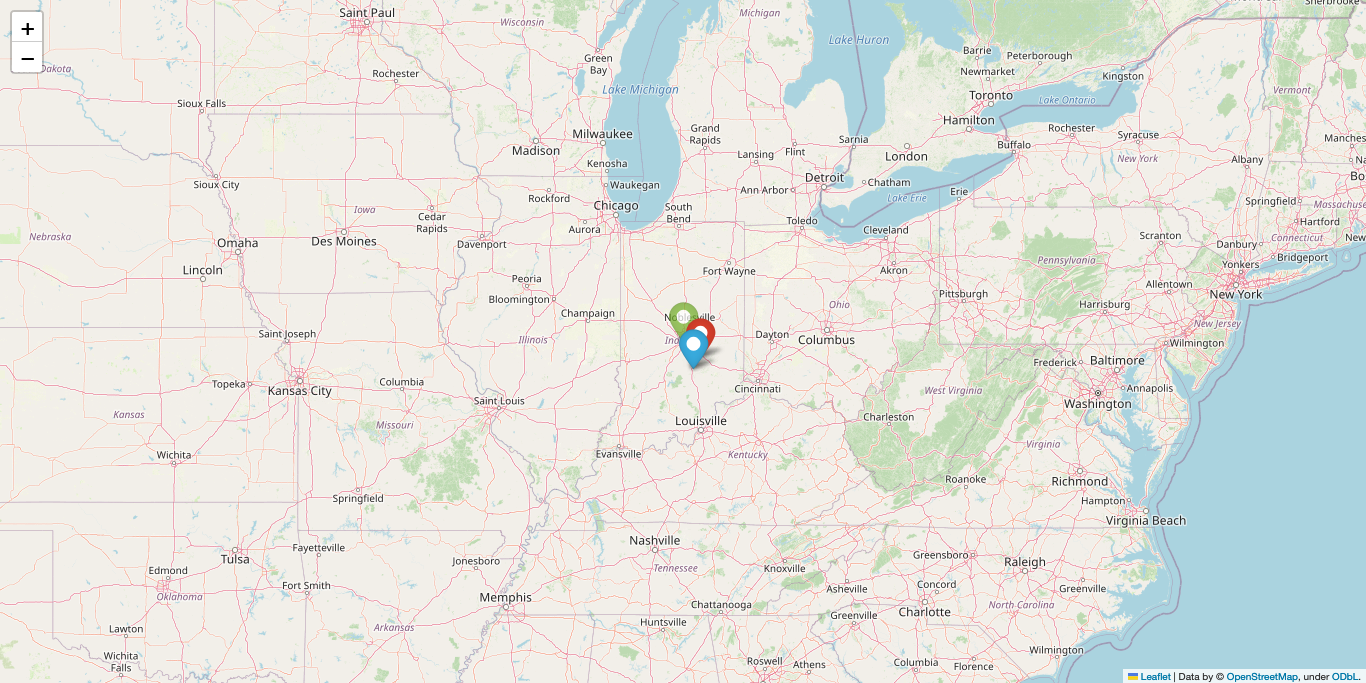 +
−
Saint Paul
Wisconsin
Michigan
Sherbrooke
Lake Huron
Barrie
Peterborough
Green
Bay
Dakota
Rochester
Newmarket
Kingston
Lake Michigan
Toronto
Lake Ontario
Vermont
Sioux Falls
Hamilton
Milwaukee
Grand
Rapids
Sarnia
Rochester
Syracuse
Manches
Madison
Lansing
Flint
London
Buffalo
New York
Albany
Kenosha
Detroit
Chatham
Sioux City
Waukegan
Ann Arbor
Erie
Lake Erie
Bo
Rockford
Chicago
South
Bend
Springfield
Massachuse
Iowa
Cedar
Rapids
Aurora
Toledo
Cleveland
Hartford
Nebraska
Omaha
Des Moines
Davenport
Scranton
Danbury
Connecticut
New
Lincoln
Peoria
Fort Wayne
Akron
Pennsylvania
Yonkers
Bridgeport
Bloomington
Pittsburgh
Allentown
New York
Champaign
Noblesville
Ohio
Harrisburg
New Jersey
Saint Joseph
Illinois
Dayton
Columbus
Wilmington
Frederick
Baltimore
Topeka
Kansas City
Columbia
Cincinnati
West Virginia
Annapolis
Saint Louis
Washington
Kansas
Missouri
Louisville
Charleston
Wichita
Evansville
Kentucky
Virginia
Springfield
Roanoke
Richmond
Hampton
Virginia Beach
Nashville
Tulsa
Fayetteville
Jonesboro
Tennessee
Knoxville
Greensboro
Raleigh
Edmond
Fort Smith
Asheville
Concord
Greenville
Oklahoma
Memphis
Chattanooga
Greenville
Charlotte
North Carolina
Lawton
Arkansas
Huntsville
Wichita
Falls
Roswell
Athens
Columbia
Florence
Wilmington
Leaflet | Data by © OpenStreetMap, under ODbL.